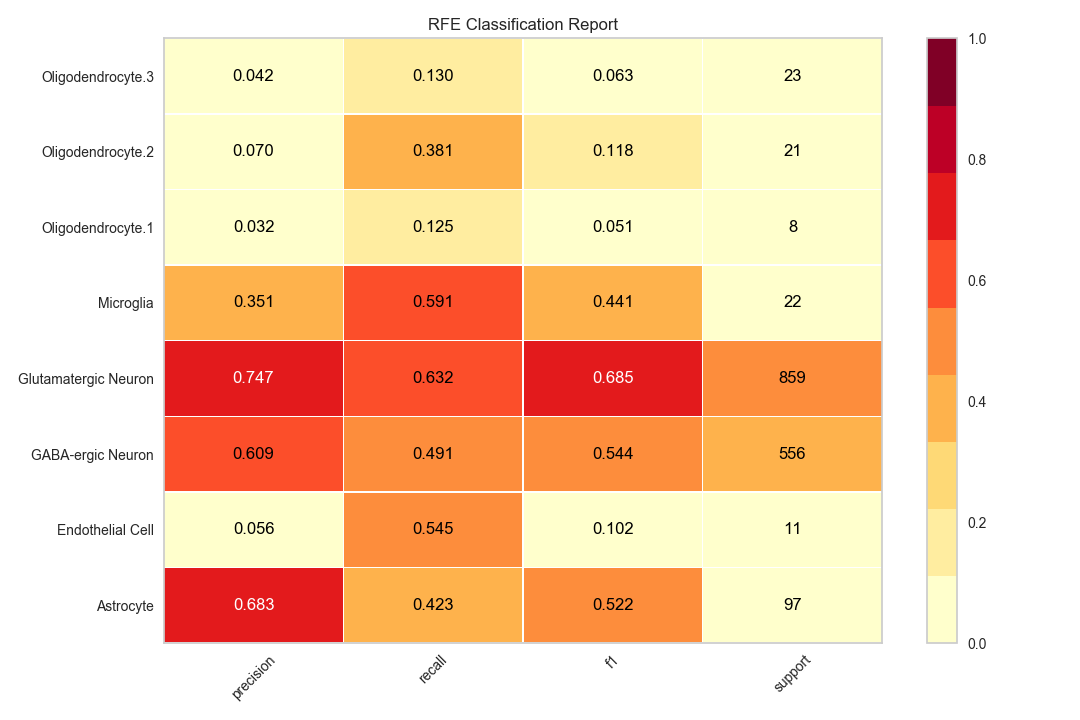 RFE Classification Report
Oligodendrocyte.3 0.042 0.130 0.063 23
Oligodendrocyte.2 0.070 0.381 0.118 21
Oligodendrocyte.1 0.032 0.125 0.051 8
Microglia 0.351 0.591 0.441 22
Glutamatergic Neuron 0.747 0.632 0.685 859
GABA-ergic Neuron 0.609 0.491 0.544 556
Endothelial Cell 0.056 0.545 0.102 11
Astrocyte 0.683 0.423 0.522 97
precision recall f1 support
1.0
0.8
0.6
0.4
0.2
0.0